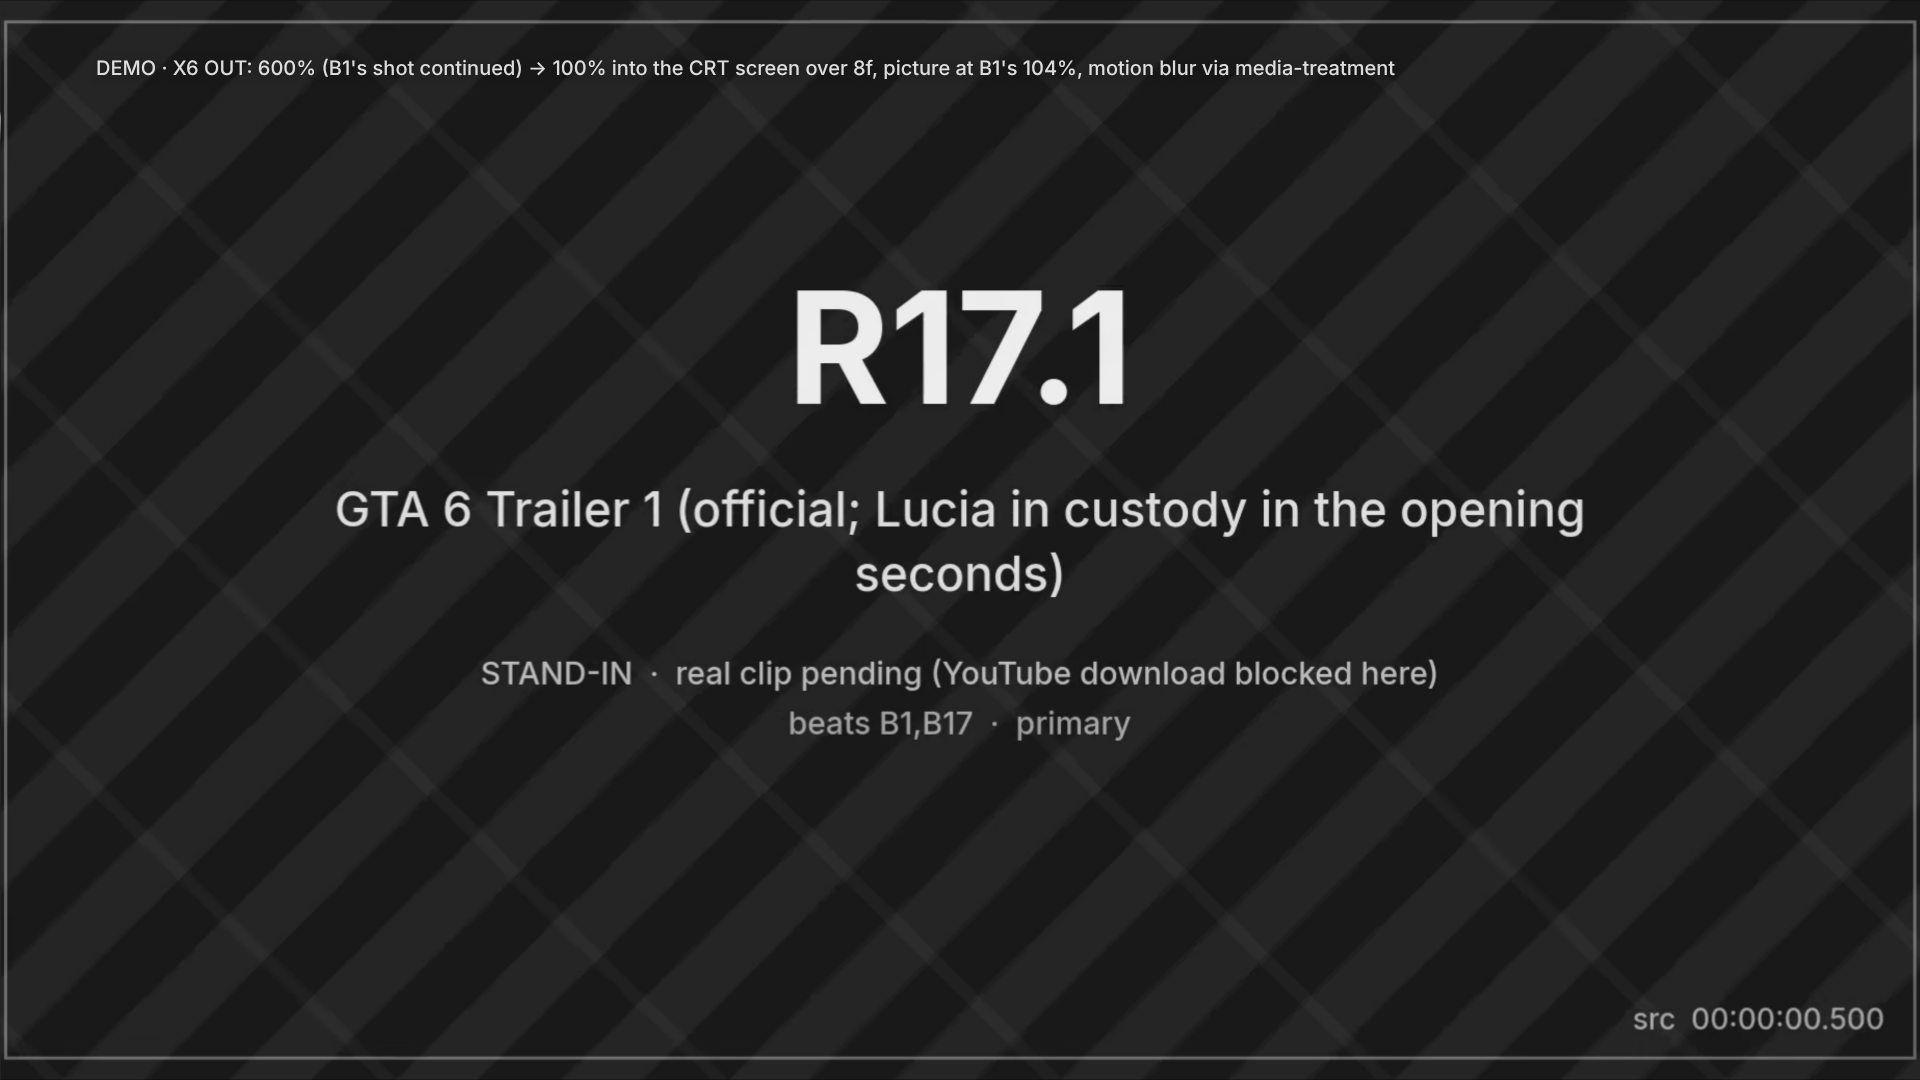 DEMO · X6 OUT: 600% (B1's shot continued) → 100% into the CRT screen over 8f, picture at B1's 104%, motion blur via media-treatment
R17.1
GTA 6 Trailer 1 (official; Lucia in custody in the opening
seconds)
STAND-IN · real clip pending (YouTube download blocked here)
beats B1,B17 · primary
src 00:00:00.500